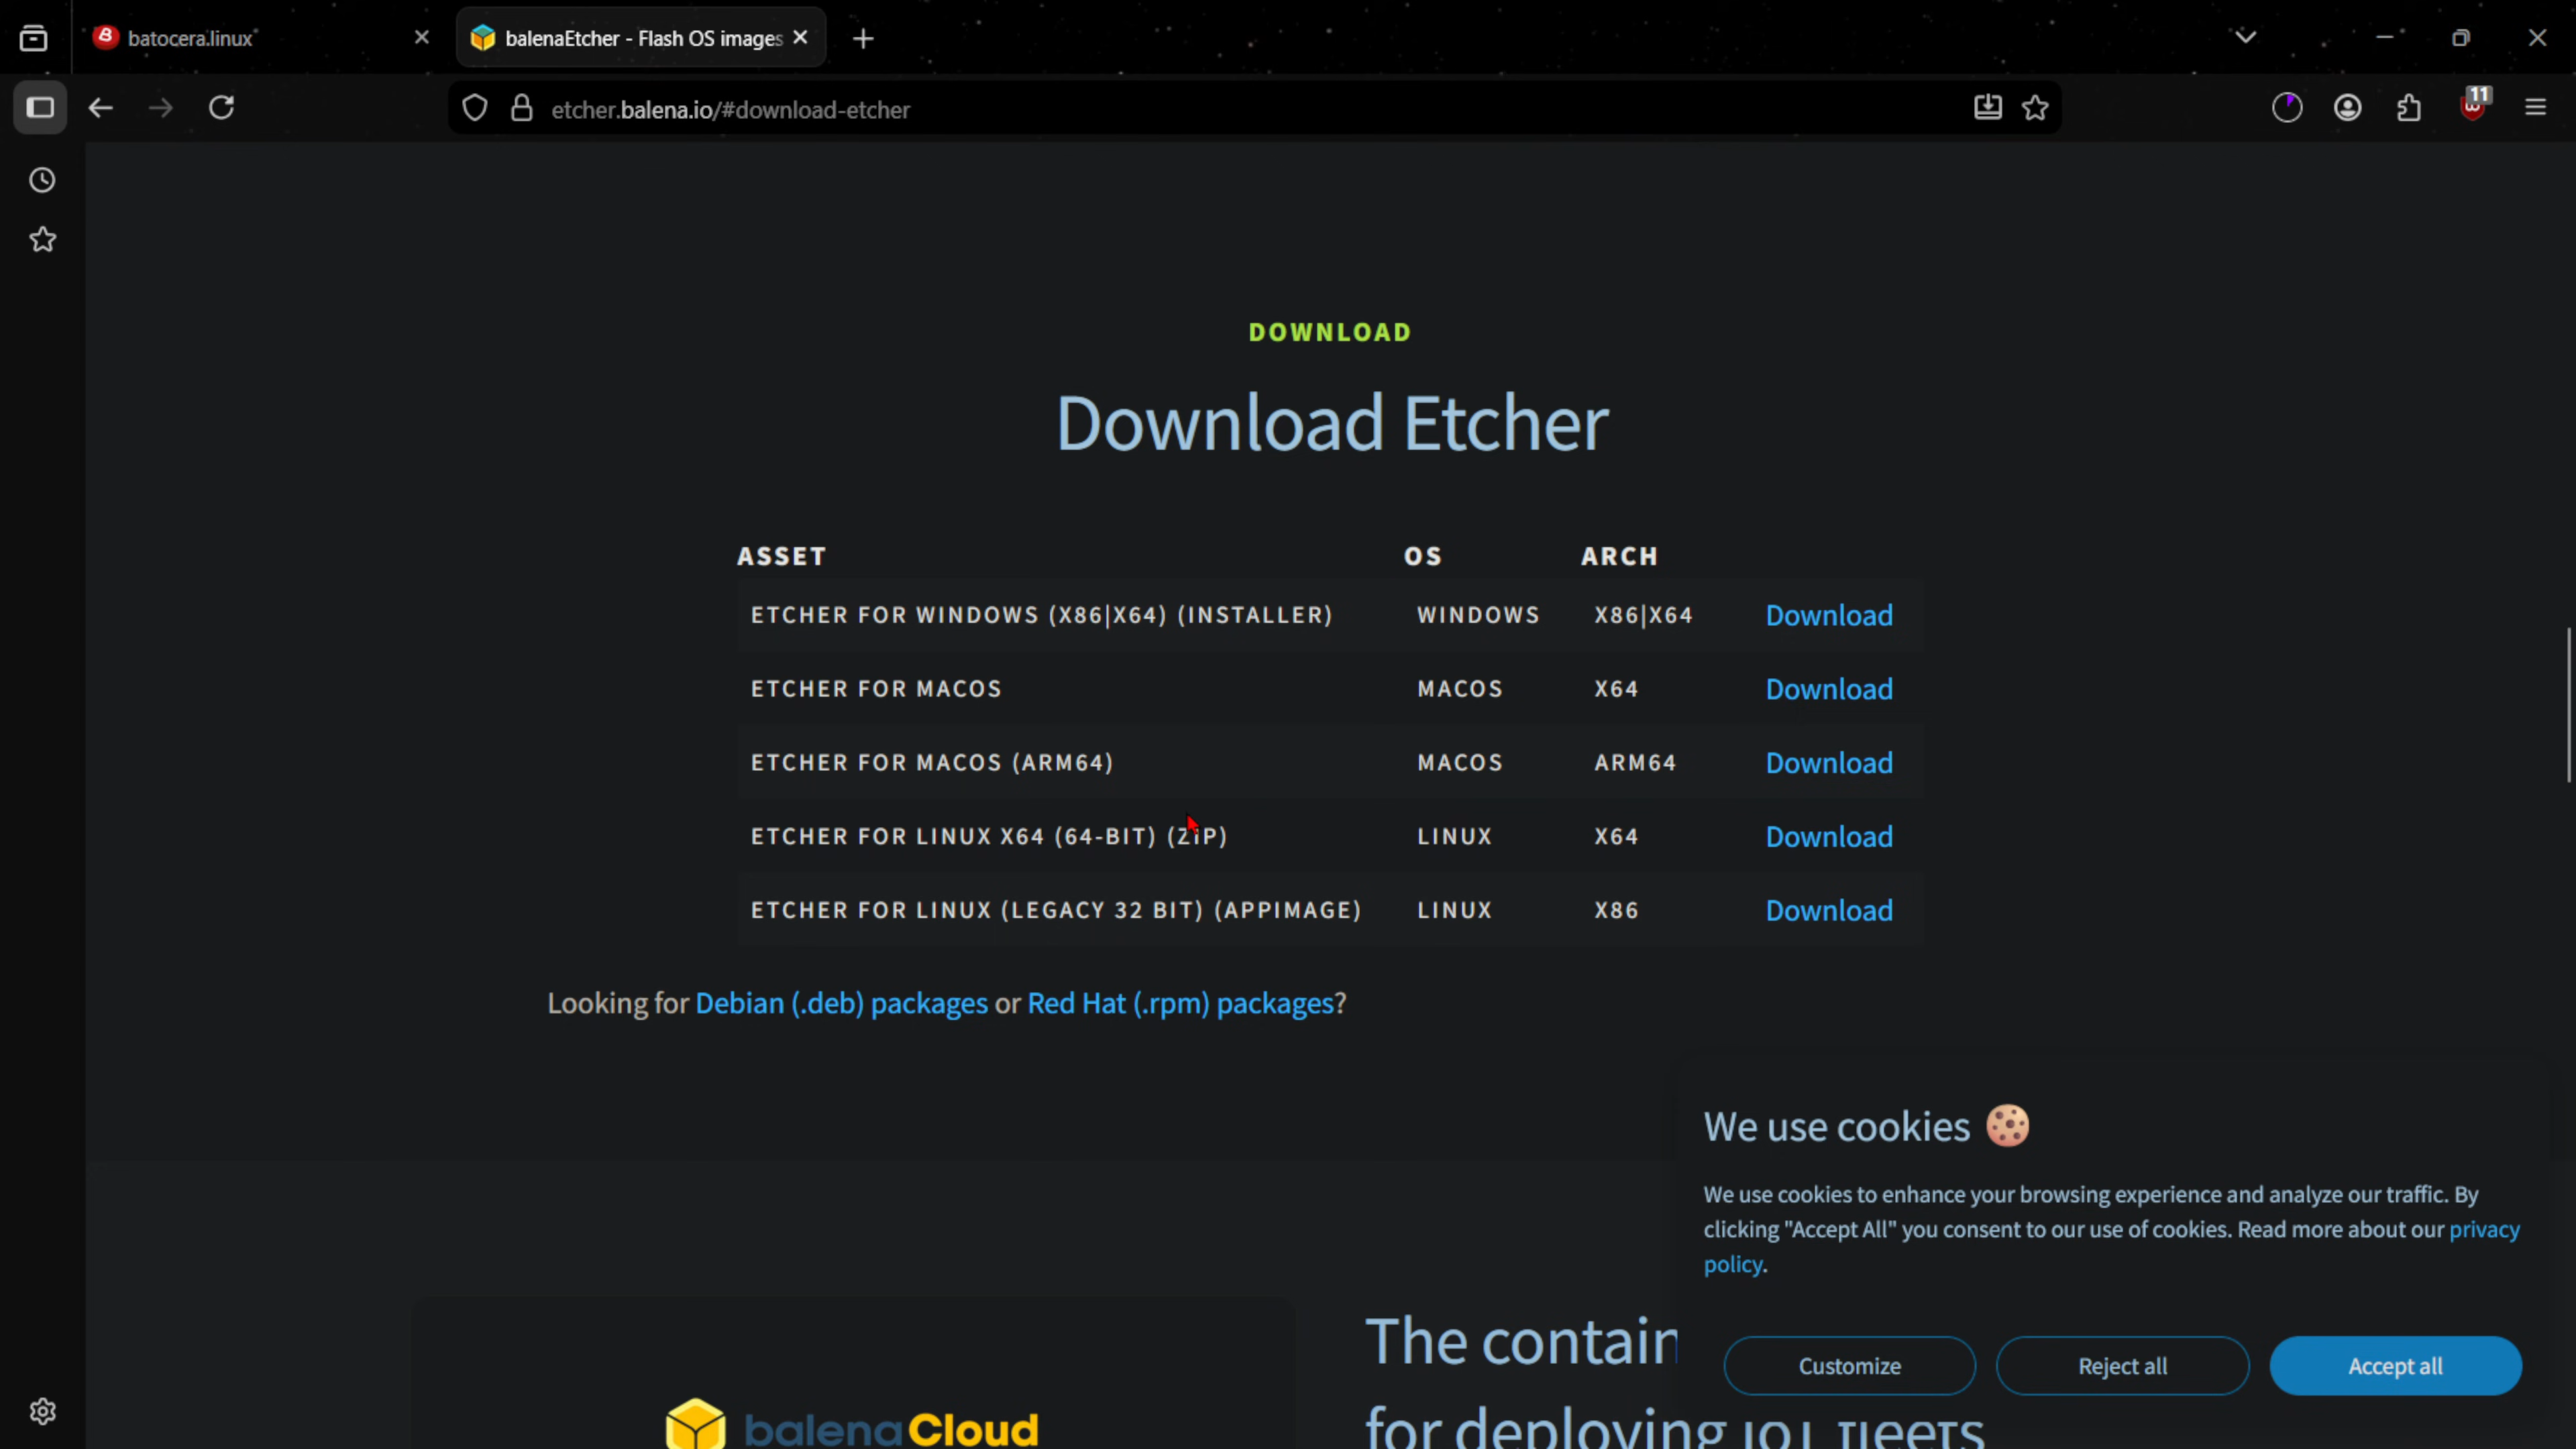 batocera.linux
balenaEtcher - Flash OS images
etcher.balena.io/#download-etcher
11
DOWNLOAD
Download Etcher
ASSET OS ARCH
ETCHER FOR WINDOWS (X86|X64) (INSTALLER) WINDOWS X86|X64 Download
ETCHER FOR MACOS MACOS X64 Download
ETCHER FOR MACOS (ARM64) MACOS ARM64 Download
ETCHER FOR LINUX X64 (64-BIT) (ZIP) LINUX X64 Download
ETCHER FOR LINUX (LEGACY 32 BIT) (APPIMAGE) LINUX X86 Download
Looking for Debian (.deb) packages or Red Hat (.rpm) packages?
We use cookies 🍪
We use cookies to enhance your browsing experience and analyze our traffic. By
clicking "Accept All" you consent to our use of cookies. Read more about our privacy
policy.
Customize Reject all Accept all
The contain
for deploying IoT fleets
balenaCloud